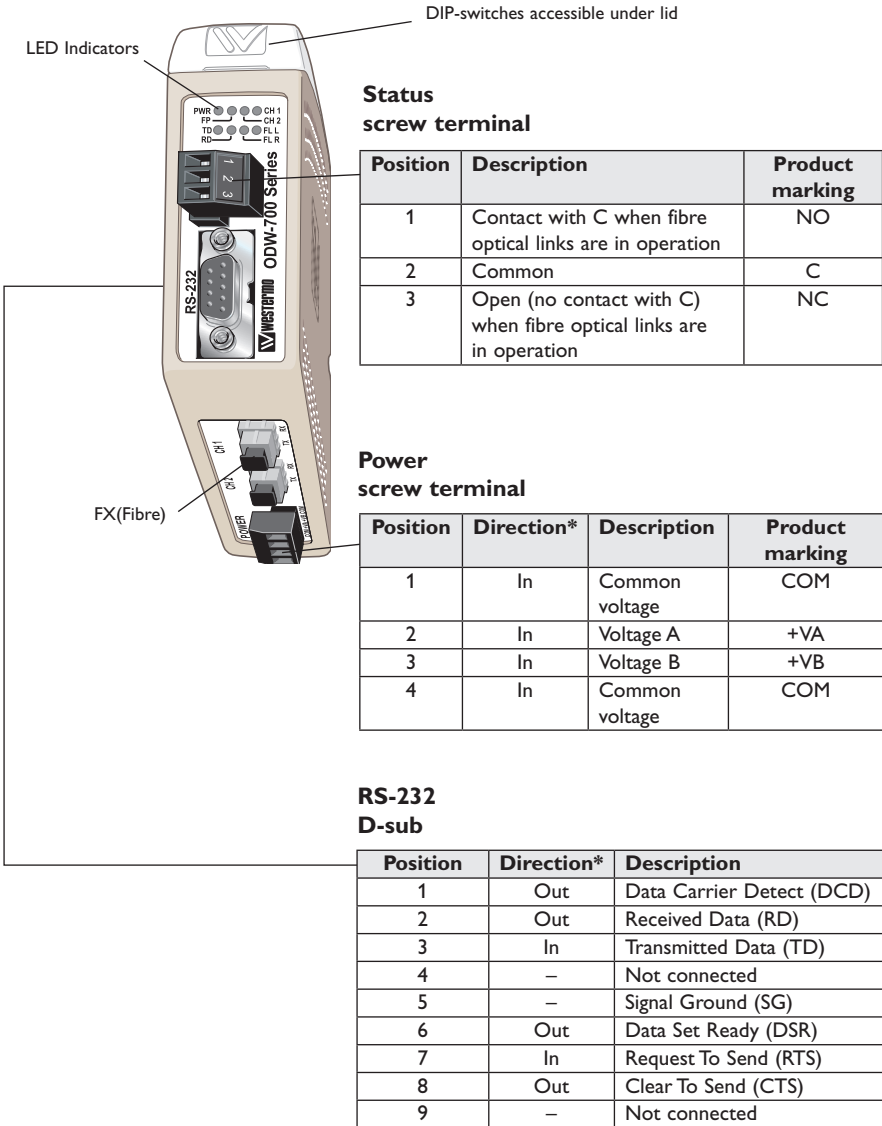 DIP-switches accessible under lid
LED Indicators
PWR CH 1
FP CH 2
TD FL L
RD FL R
1
2
3
RS-232
Westermo ODW-700 Series
CH 1
TX RX
CH 2
TX RX
POWER
FX(Fibre)
Status
screw terminal
Position Description Product
marking
1 Contact with C when fibre NO
optical links are in operation
2 Common C
3 Open (no contact with C) NC
when fibre optical links are
in operation
Power
screw terminal
Position Direction* Description Product
marking
1 In Common COM
voltage
2 In Voltage A +VA
3 In Voltage B +VB
4 In Common COM
voltage
RS-232
D-sub
Position Direction* Description
1 Out Data Carrier Detect (DCD)
2 Out Received Data (RD)
3 In Transmitted Data (TD)
4 – Not connected
5 – Signal Ground (SG)
6 Out Data Set Ready (DSR)
7 In Request To Send (RTS)
8 Out Clear To Send (CTS)
9 – Not connected